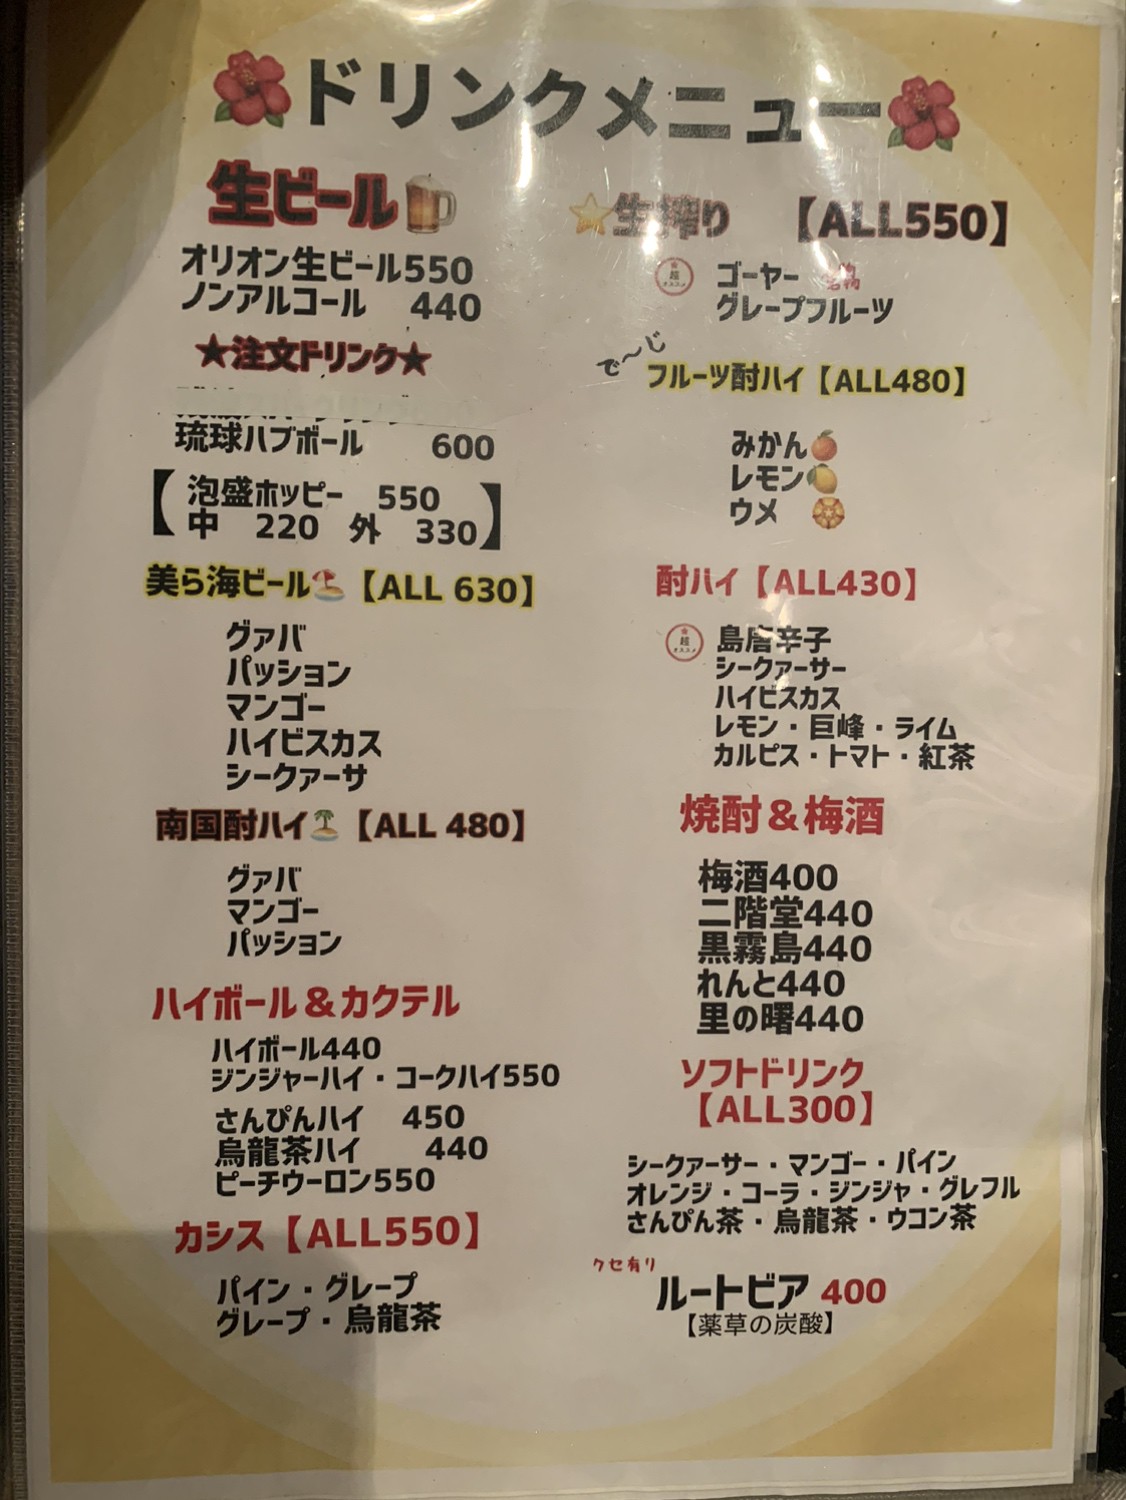 ドリンクメニュー
生ビール
オリオン生ビール550
ノンアルコール 440
★注文ドリンク★
琉球ハブボール 600
【泡盛ホッピー 550
中 220 外 330】
美ら海ビール【ALL 630】
グァバ
パッション
マンゴー
ハイビスカス
シークァーサ
南国酎ハイ【ALL 480】
グァバ
マンゴー
パッション
ハイボール&カクテル
ハイボール440
ジンジャーハイ・コークハイ550
さんぴんハイ 450
烏龍茶ハイ 440
ピーチウーロン550
カシス【ALL550】
パイン・グレープ
グレープ・烏龍茶
生搾り 【ALL550】
超
オススメ
ゴーヤー
グレープフルーツ
で〜じ
フルーツ酎ハイ【ALL480】
みかん
レモン
ウメ
酎ハイ【ALL430】
超
オススメ
島唐辛子
シークァーサー
ハイビスカス
レモン・巨峰・ライム
カルピス・トマト・紅茶
焼酎&梅酒
梅酒400
二階堂440
黒霧島440
れんと440
里の曙440
ソフトドリンク
【ALL300】
シークァーサー・マンゴー・パイン
オレンジ・コーラ・ジンジャ・グレフル
さんぴん茶・烏龍茶・ウコン茶
クセ有り
ルートビア 400
【薬草の炭酸】